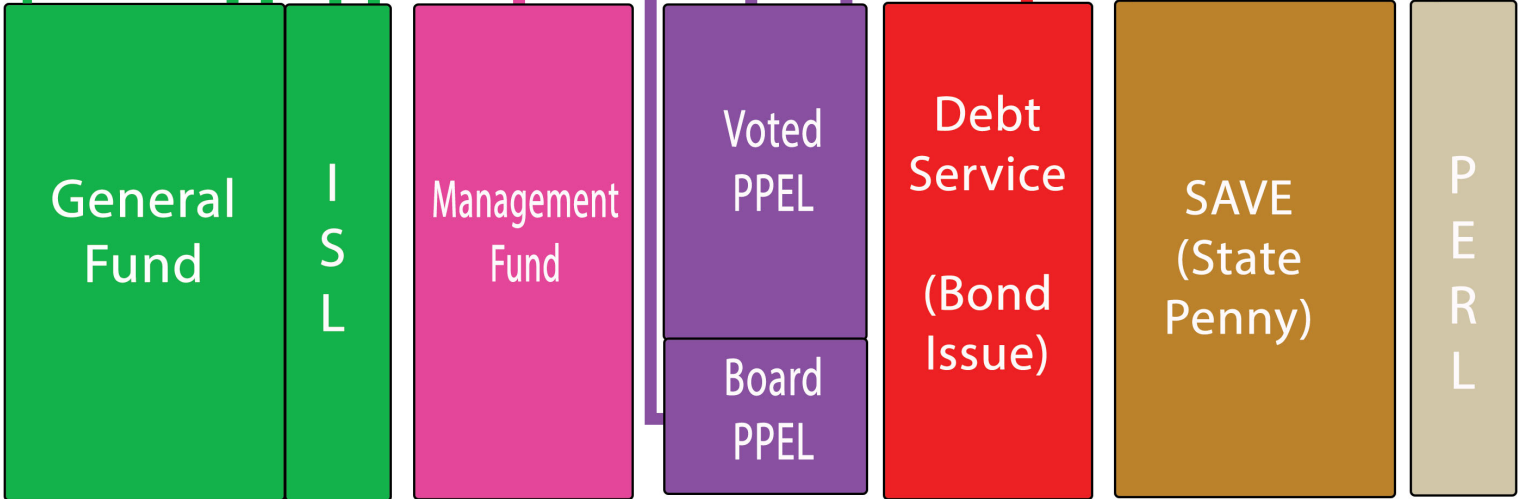 General
Fund
I
S
L
Management
Fund
Voted
PPEL
Board
PPEL
Debt
Service
(Bond
Issue)
SAVE
(State
Penny)
P
E
R
L